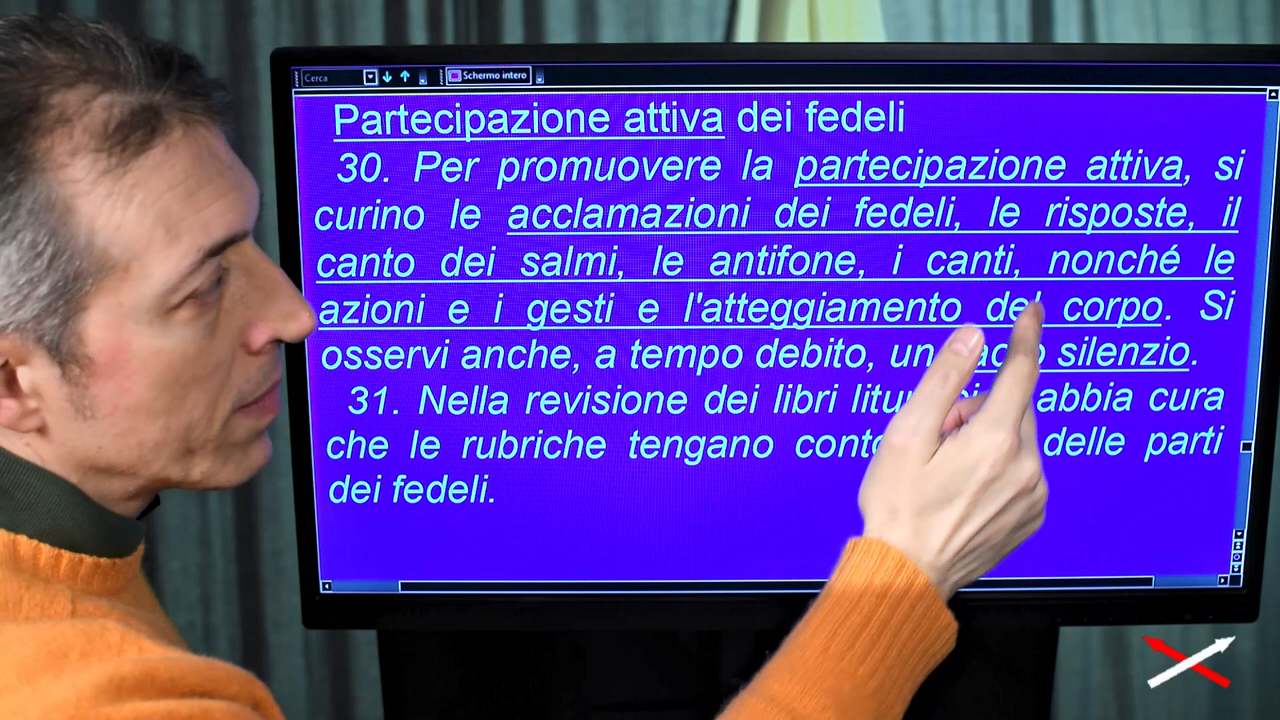 Cerca Schermo intero
Partecipazione attiva dei fedeli
30. Per promuovere la partecipazione attiva, si
curino le acclamazioni dei fedeli, le risposte, il
canto dei salmi, le antifone, i canti, nonché le
azioni e i gesti e l'atteggiamento del corpo. Si
osservi anche, a tempo debito, un silenzio.
31. Nella revisione dei libri abbia cura
che le rubriche tengano delle parti
dei fedeli.